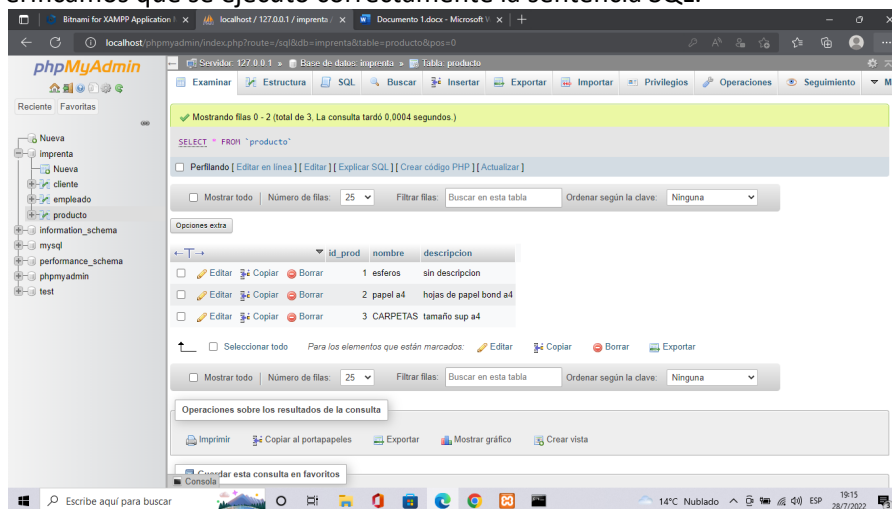 que se ejecutó correctamente la sentencia SQL.
Bitnami for XAMPP Application
localhost / 127.0.0.1 / imprenta /
Documento 1.docx - Microsoft
localhost/phpmyadmin/index.php?route=/sql&db=imprenta&table=producto&pos=0
phpMyAdmin
Reciente Favoritas
Nueva
imprenta
Nueva
cliente
empleado
producto
information_schema
mysql
performance_schema
phpmyadmin
test
Servidor: 127.0.0.1 » Base de datos: imprenta » Tabla: producto
Examinar Estructura SQL Buscar Insertar Exportar Importar Privilegios Operaciones Seguimiento M
Mostrando filas 0 - 2 (total de 3, La consulta tardó 0,0004 segundos.)
SELECT * FROM `producto`
Perfilando [ Editar en línea ] [ Editar ] [ Explicar SQL ] [ Crear código PHP ] [ Actualizar ]
Mostrar todo | Número de filas: 25 Filtrar filas: Buscar en esta tabla Ordenar según la clave: Ninguna
Opciones extra
←T→ id_prod nombre descripcion
Editar Copiar Borrar 1 esferos sin descripcion
Editar Copiar Borrar 2 papel a4 hojas de papel bond a4
Editar Copiar Borrar 3 CARPETAS tamaño sup a4
Seleccionar todo Para los elementos que están marcados: Editar Copiar Borrar Exportar
Mostrar todo | Número de filas: 25 Filtrar filas: Buscar en esta tabla Ordenar según la clave: Ninguna
Operaciones sobre los resultados de la consulta
Imprimir Copiar al portapapeles Exportar Mostrar gráfico Crear vista
Guardar esta consulta en favoritos
Consola
Escribe aquí para buscar
14°C Nublado
ESP
19:15
28/7/2022